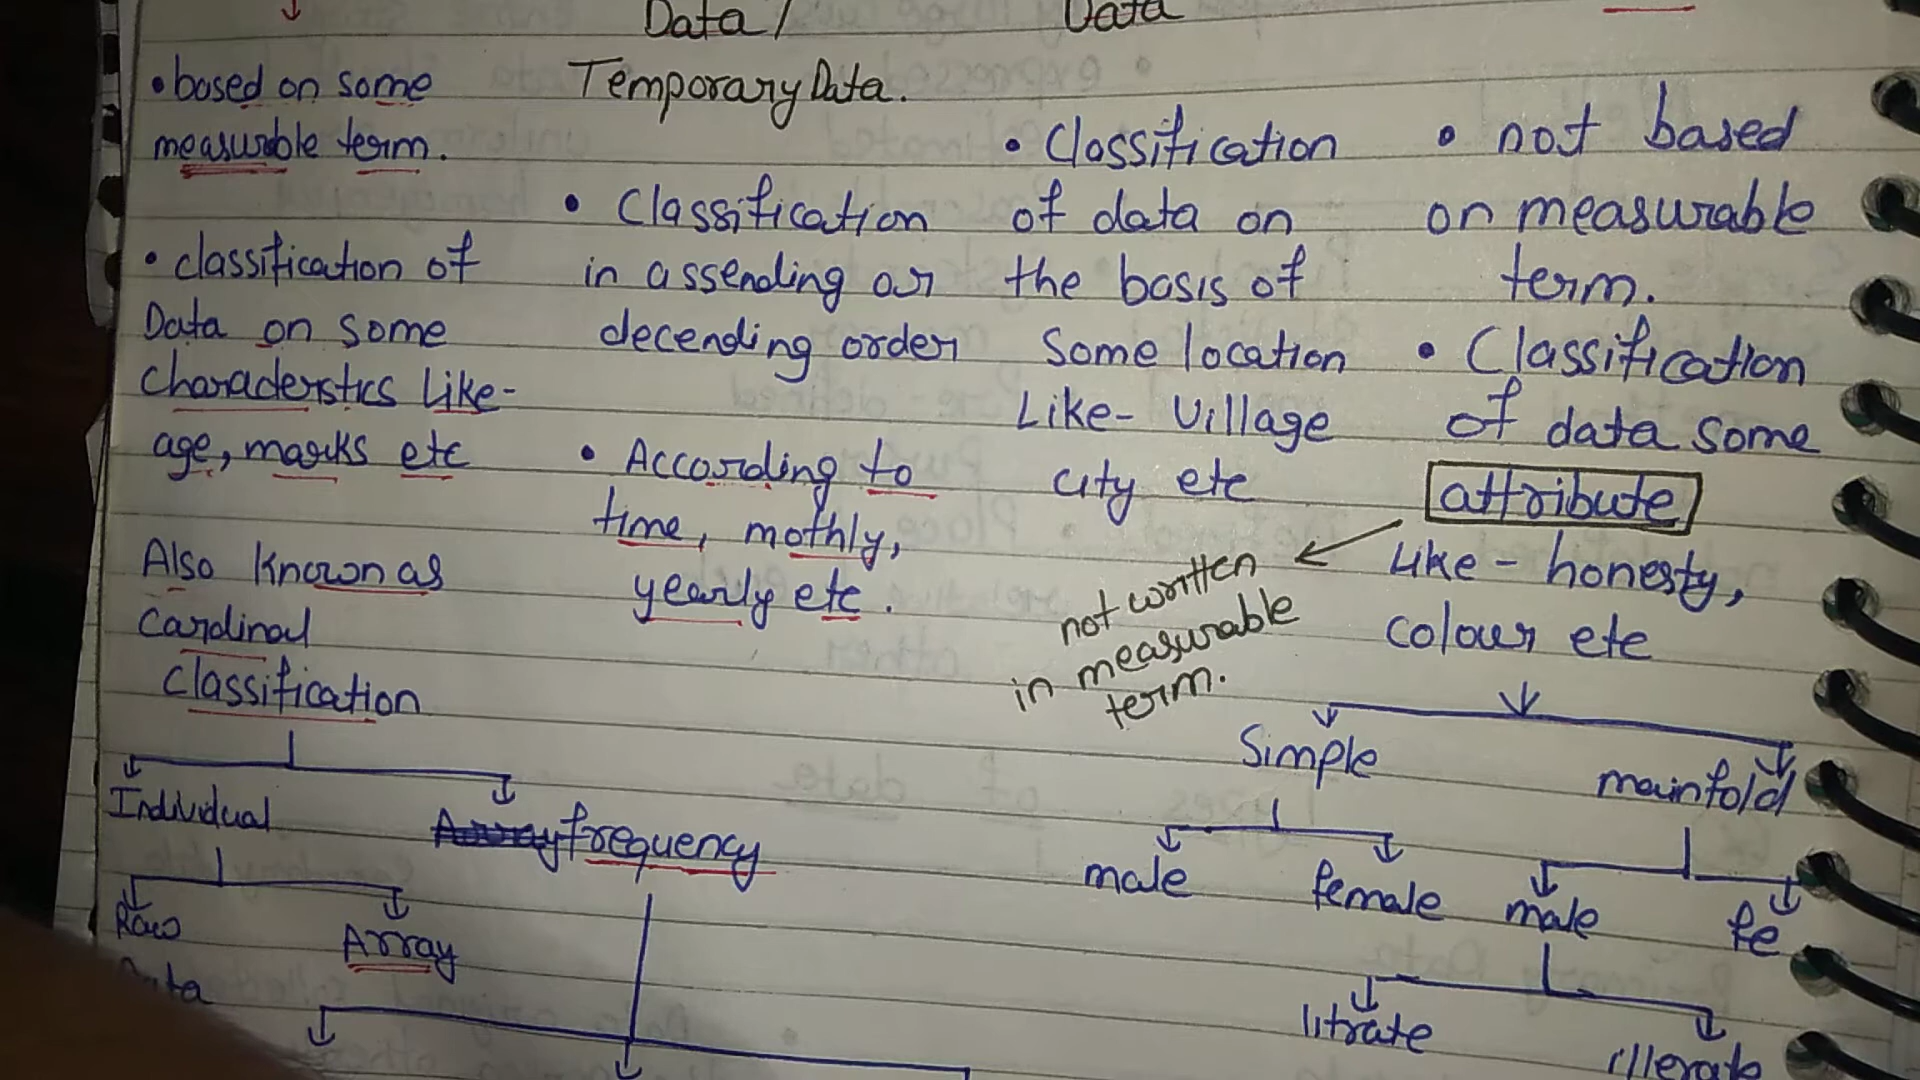 Data /
Data
• based on some
measurable term.
• classification of
Data on some
characterstics like-
age, marks etc
Also known as
Cardinal
classification
Individual
frequency
Raw
Array
Temporary Data.
• Classification
in assending or
decending order
• According to
time, mothly,
yearly etc.
• Classification
of data on
the basis of
Some location
Like- Village
city etc
• not based
on measurable
term.
• Classification
of data some
attribute
like - honesty,
colour etc
not written
in measurable
term.
Simple
mainfold
male
female
male
fe
litrate